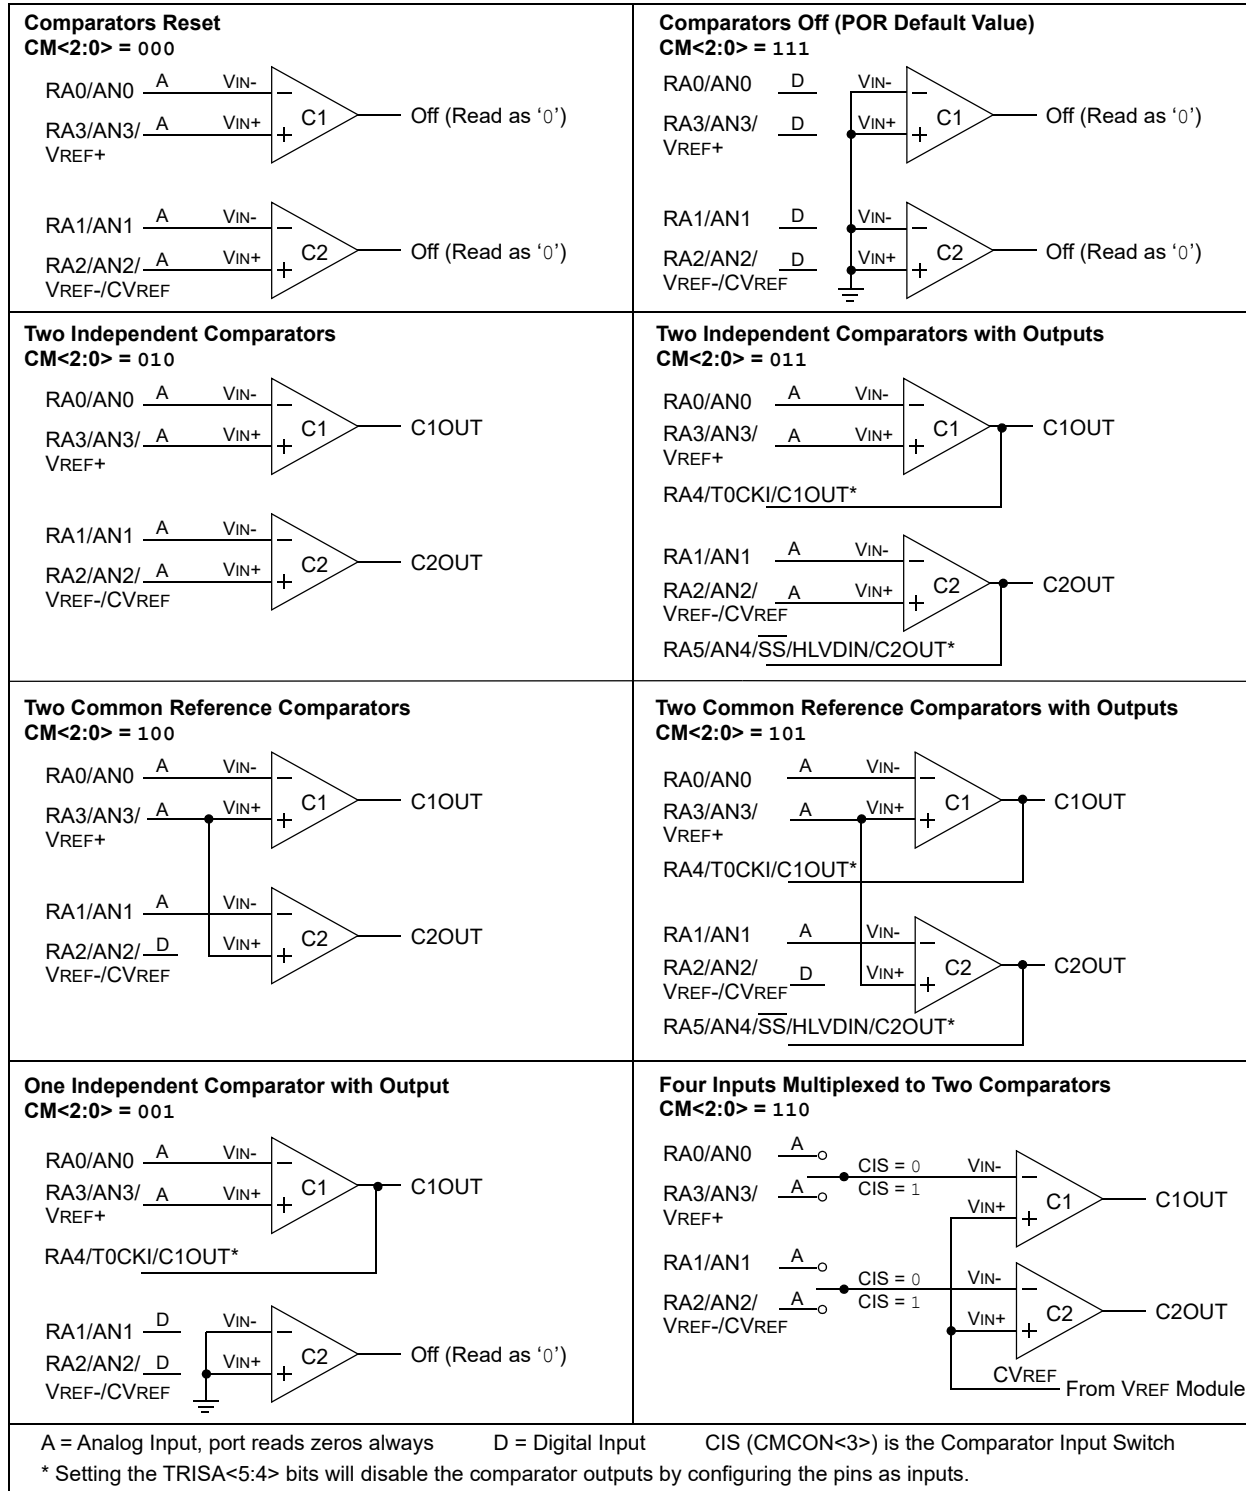 Comparators Reset
CM<2:0> = 000
RA0/AN0 A VIN-
RA3/AN3/ A VIN+
VREF+
C1
Off (Read as ‘0’)
RA1/AN1 A VIN-
RA2/AN2/ A VIN+
VREF-/CVREF
C2
Off (Read as ‘0’)
Comparators Off (POR Default Value)
CM<2:0> = 111
RA0/AN0 D VIN-
RA3/AN3/ D VIN+
VREF+
C1
Off (Read as ‘0’)
RA1/AN1 D VIN-
RA2/AN2/ D VIN+
VREF-/CVREF
C2
Off (Read as ‘0’)
Two Independent Comparators
CM<2:0> = 010
RA0/AN0 A VIN-
RA3/AN3/ A VIN+
VREF+
C1
C1OUT
RA1/AN1 A VIN-
RA2/AN2/ A VIN+
VREF-/CVREF
C2
C2OUT
Two Independent Comparators with Outputs
CM<2:0> = 011
RA0/AN0 A VIN-
RA3/AN3/ A VIN+
VREF+
C1
C1OUT
RA4/T0CKI/C1OUT*
RA1/AN1 A VIN-
RA2/AN2/ A VIN+
VREF-/CVREF
C2
C2OUT
RA5/AN4/SS/HLVDIN/C2OUT*
Two Common Reference Comparators
CM<2:0> = 100
RA0/AN0 A VIN-
RA3/AN3/ A VIN+
VREF+
C1
C1OUT
RA1/AN1 A VIN-
RA2/AN2/ D VIN+
VREF-/CVREF
C2
C2OUT
Two Common Reference Comparators with Outputs
CM<2:0> = 101
RA0/AN0 A VIN-
RA3/AN3/ A VIN+
VREF+
C1
C1OUT
RA4/T0CKI/C1OUT*
RA1/AN1 A VIN-
RA2/AN2/ D VIN+
VREF-/CVREF
C2
C2OUT
RA5/AN4/SS/HLVDIN/C2OUT*
One Independent Comparator with Output
CM<2:0> = 001
RA0/AN0 A VIN-
RA3/AN3/ A VIN+
VREF+
C1
C1OUT
RA4/T0CKI/C1OUT*
RA1/AN1 D VIN-
RA2/AN2/ D VIN+
VREF-/CVREF
C2
Off (Read as ‘0’)
Four Inputs Multiplexed to Two Comparators
CM<2:0> = 110
RA0/AN0 A CIS = 0 VIN-
RA3/AN3/ A CIS = 1
VREF+ VIN+
C1
C1OUT
RA1/AN1 A CIS = 0 VIN-
RA2/AN2/ A CIS = 1
VREF-/CVREF VIN+
C2
C2OUT
CVREF From VREF Module
A = Analog Input, port reads zeros always D = Digital Input CIS (CMCON<3>) is the Comparator Input Switch
* Setting the TRISA<5:4> bits will disable the comparator outputs by configuring the pins as inputs.